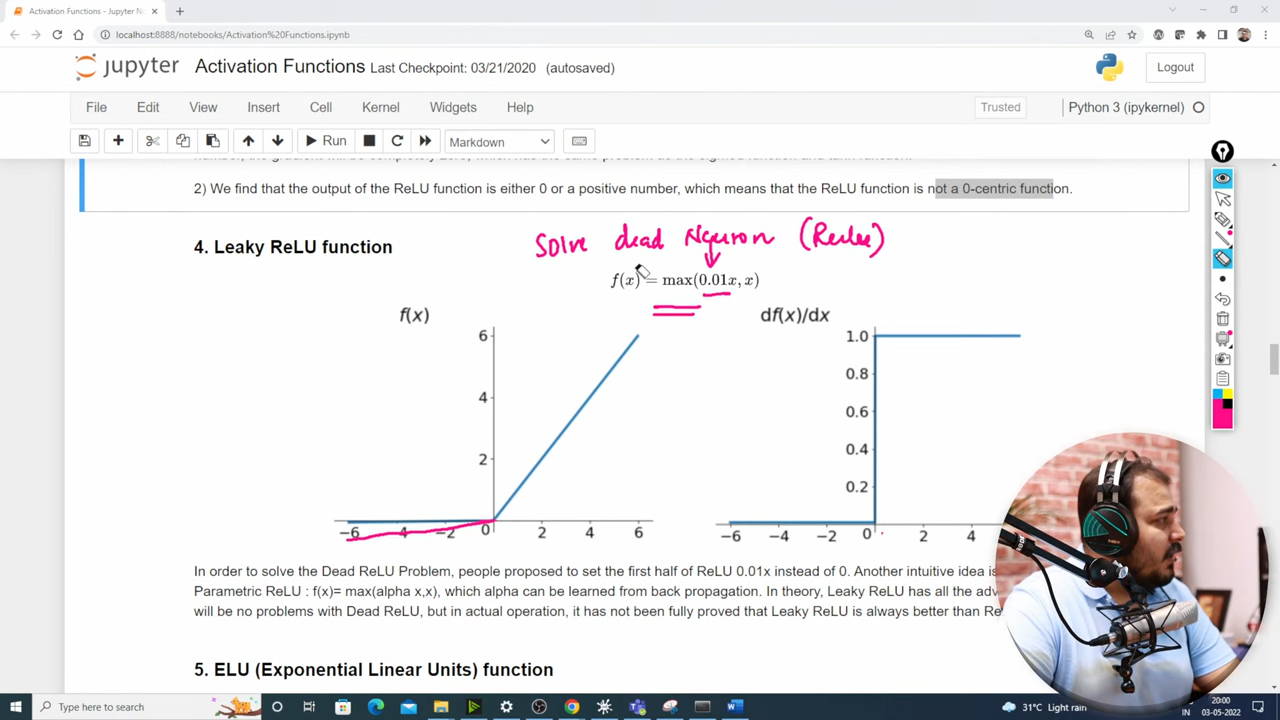 Activation Functions - Jupyter N
localhost:8888/notebooks/Activation%20Functions.ipynb
jupyter Activation Functions Last Checkpoint: 03/21/2020 (autosaved)
Logout
File Edit View Insert Cell Kernel Widgets Help
Trusted Python 3 (ipykernel)
Run Markdown
2) We find that the output of the ReLU function is either 0 or a positive number, which means that the ReLU function is not a 0-centric function.
Solve dead Neuron
4. Leaky ReLU function
f(x) = max(0.01x, x)
f(x)
df(x)/dx
6
4
2
−6 −4 −2 0 2 4 6
1.0
0.8
0.6
0.4
0.2
−6 −4 −2 0 2 4
In order to solve the Dead ReLU Problem, people proposed to set the first half of ReLU 0.01x instead of 0. Another intuitive idea is
Parametric ReLU : f(x)= max(alpha x,x), which alpha can be learned from back propagation. In theory, Leaky ReLU has all the
will be no problems with Dead ReLU, but in actual operation, it has not been fully proved that Leaky ReLU is always better than
5. ELU (Exponential Linear Units) function
Type here to search
31°C Light rain
20:00
IN
03-05-2022